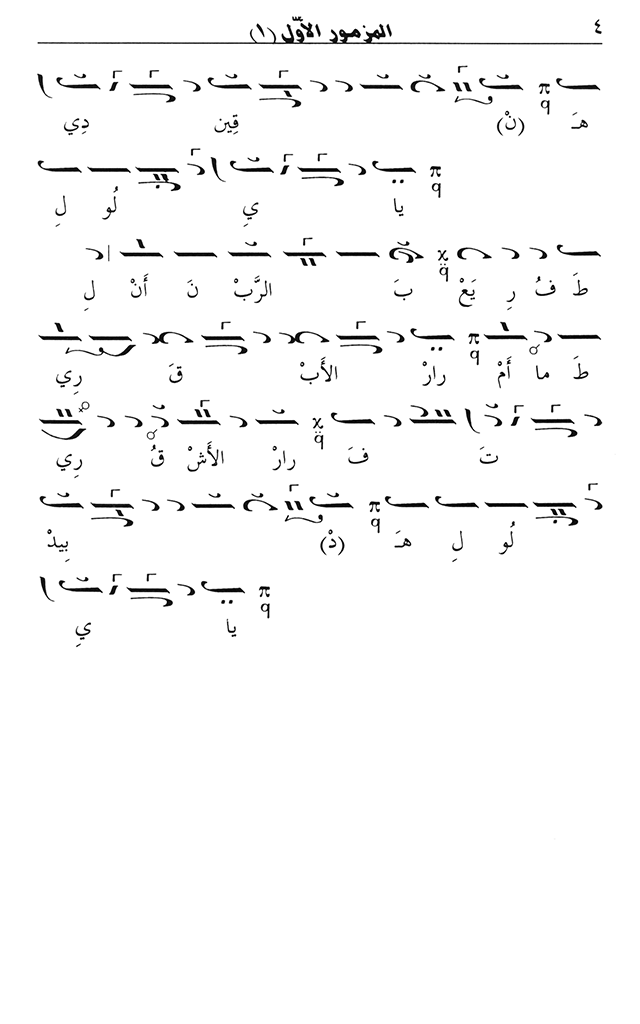 ٤ المزمور الأوّل (١)
هَـ (نْ) قِين دِي
يا يِ لُو لِ
طَ فُ رِ يَعْ بَ الرَّبْ نَ أَنْ لِ
طَ ما أَمْ رارْ الأَبْ قَ رِي
تَ فَ رارْ الأَشْ قُ رِي
لُو لِ هَـ (دْ) بِيدْ
يا يِ